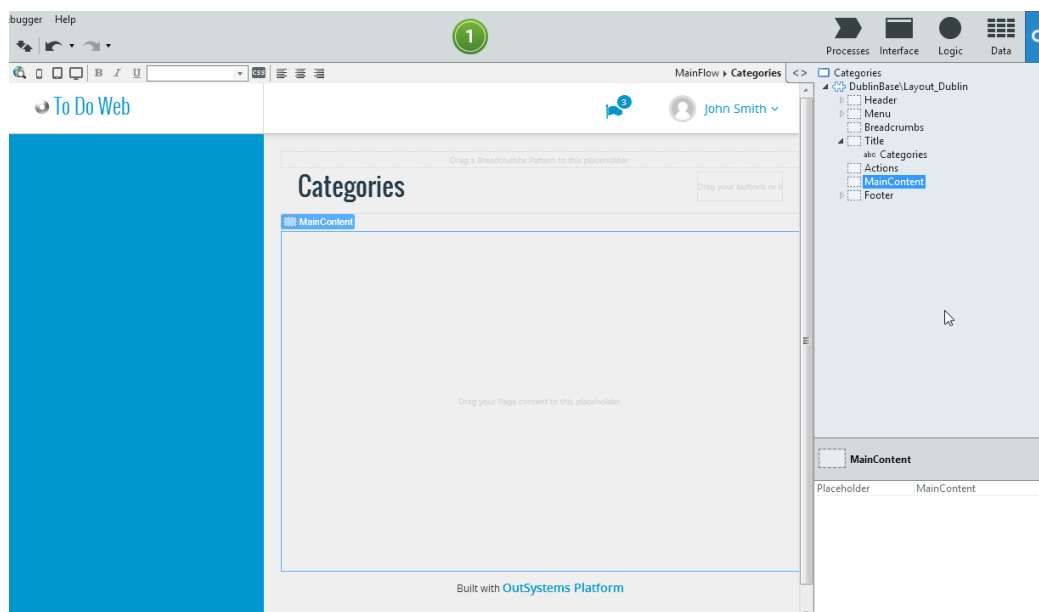 bugger Help
1
Processes Interface Logic Data
B I U CSS MainFlow ▸ Categories <> Categories
DublinBase\Layout_Dublin
Header
Menu
Breadcrumbs
Title
abc Categories
Actions
MainContent
Footer
To Do Web 3 John Smith
Drag a Breadcrumbs Pattern to this placeholder.
Categories Drag your buttons or li
MainContent
Drag your Page content to this placeholder.
MainContent
Placeholder MainContent
Built with OutSystems Platform